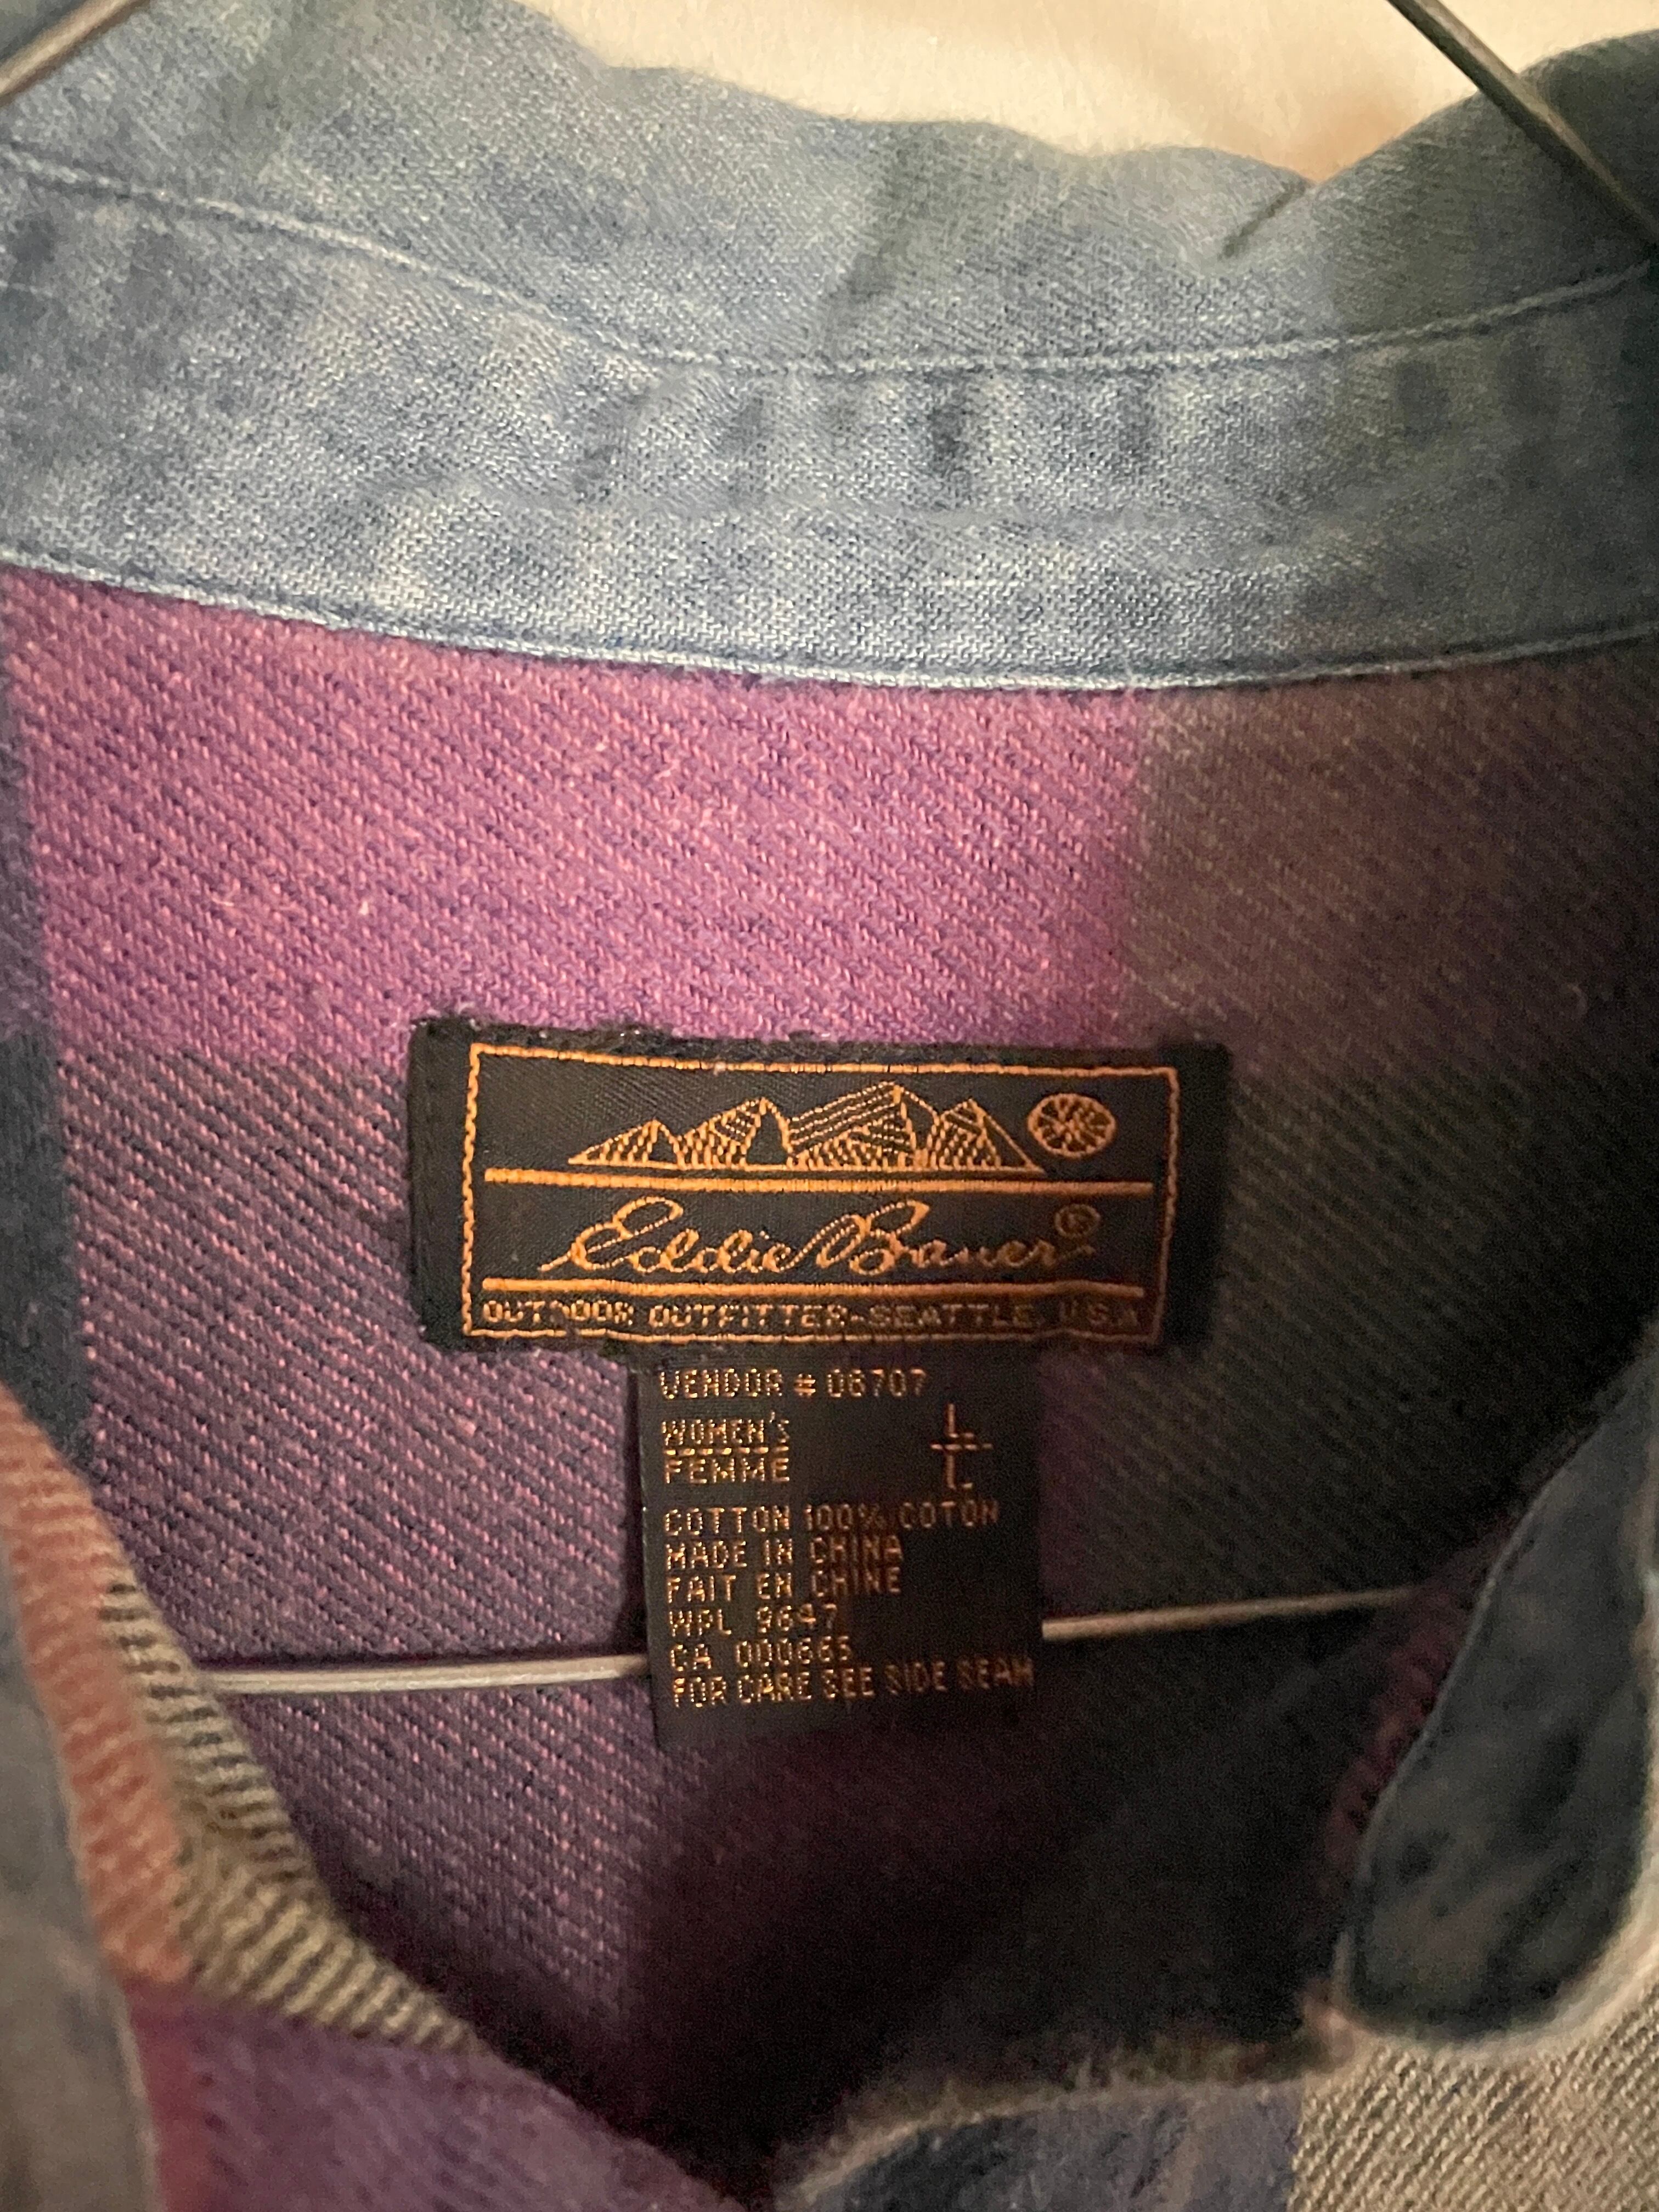 Eddie Bauer®
OUTDOOR OUTFITTER-SEATTLE, U.S.A
VENDOR # 06707
WOMEN'S L
FEMME L
COTTON 100% COTON
MADE IN CHINA
FAIT EN CHINE
WPL 9647
CA 000665
FOR CARE SEE SIDE SEAM